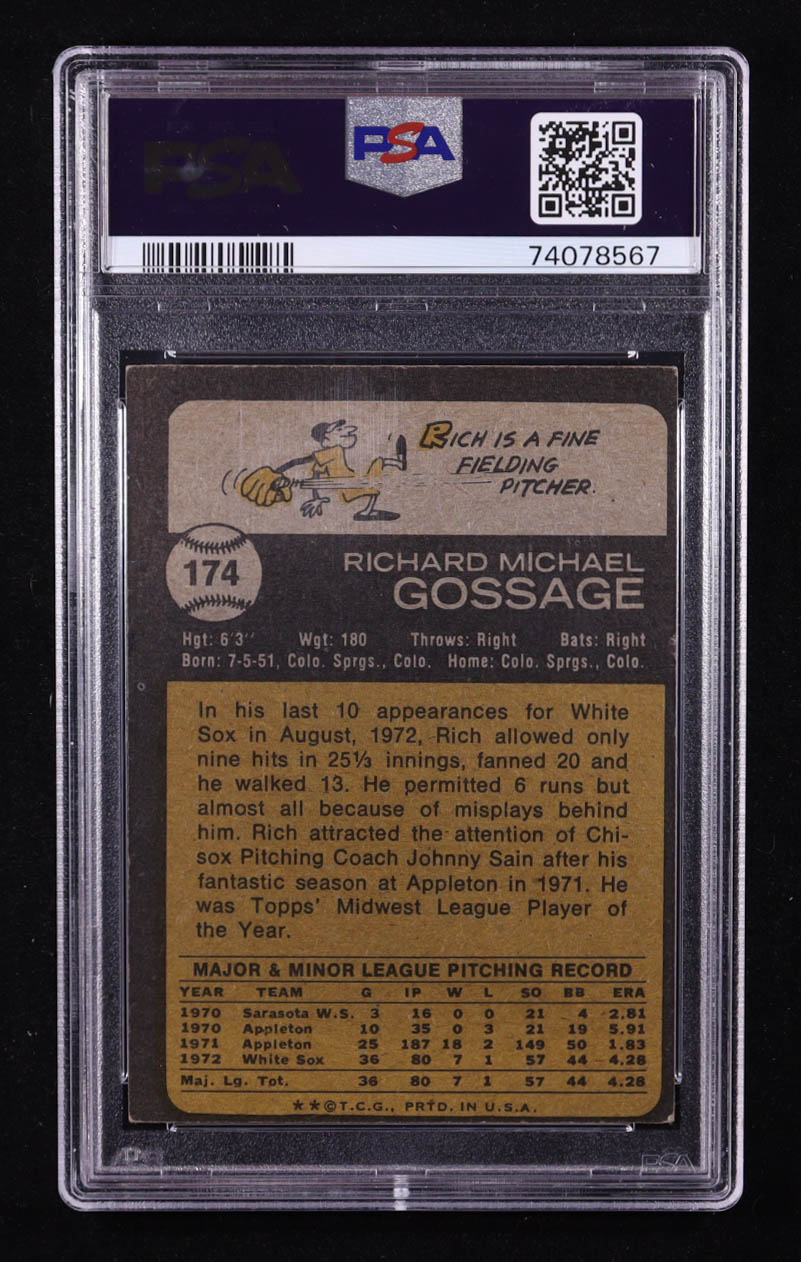 PSA
PSA
74078567
RICH IS A FINE
FIELDING
PITCHER.
174
RICHARD MICHAEL
GOSSAGE
Hgt: 6'3" Wgt: 180 Throws: Right Bats: Right
Born: 7-5-51, Colo. Sprgs., Colo. Home: Colo. Sprgs., Colo.
In his last 10 appearances for White
Sox in August, 1972, Rich allowed only
nine hits in 25⅓ innings, fanned 20 and
he walked 13. He permitted 6 runs but
almost all because of misplays behind
him. Rich attracted the attention of Chi-
sox Pitching Coach Johnny Sain after his
fantastic season at Appleton in 1971. He
was Topps' Midwest League Player of
the Year.
MAJOR & MINOR LEAGUE PITCHING RECORD
YEAR TEAM G IP W L SO BB ERA
1970 Sarasota W.S. 3 16 0 0 21 4 2.81
1970 Appleton 10 35 0 3 21 19 5.91
1971 Appleton 25 187 18 2 149 50 1.83
1972 White Sox 36 80 7 1 57 44 4.28
Maj. Lg. Tot. 36 80 7 1 57 44 4.28
**©T.C.G., PRTD. IN U.S.A.
PSA